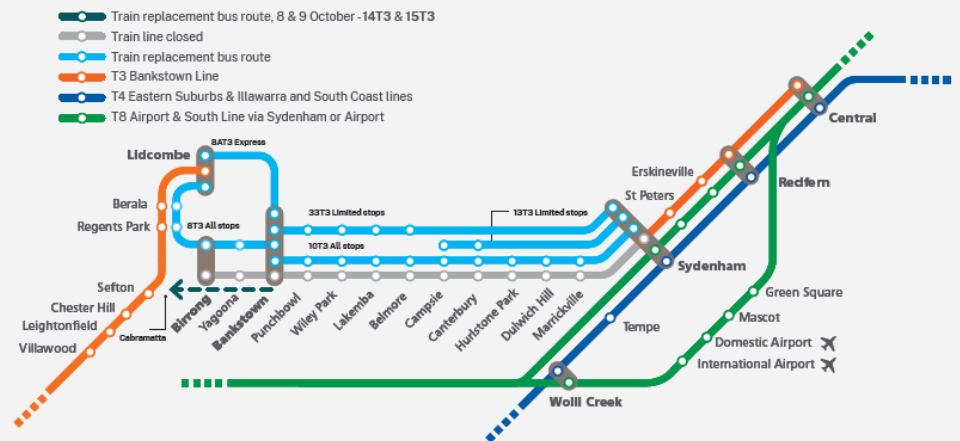 Train replacement bus route, 8 & 9 October - 14T3 & 15T3
Train line closed
Train replacement bus route
T3 Bankstown Line
T4 Eastern Suburbs & Illawarra and South Coast lines
T8 Airport & South Line via Sydenham or Airport
Central
8AT3 Express
Lidcombe
Erskineville
Redfern
St Peters
Berala
33T3 Limited stops
13T3 Limited stops
Regents Park
8T3 All stops
10T3 All stops
Sydenham
Sefton
Birrong
Yagoona
Bankstown
Punchbowl
Wiley Park
Lakemba
Belmore
Campsie
Canterbury
Hurlstone Park
Dulwich Hill
Marrickville
Green Square
Chester Hill
Mascot
Leightonfield
Cabramatta
Tempe
Domestic Airport
Villawood
International Airport
Wolli Creek